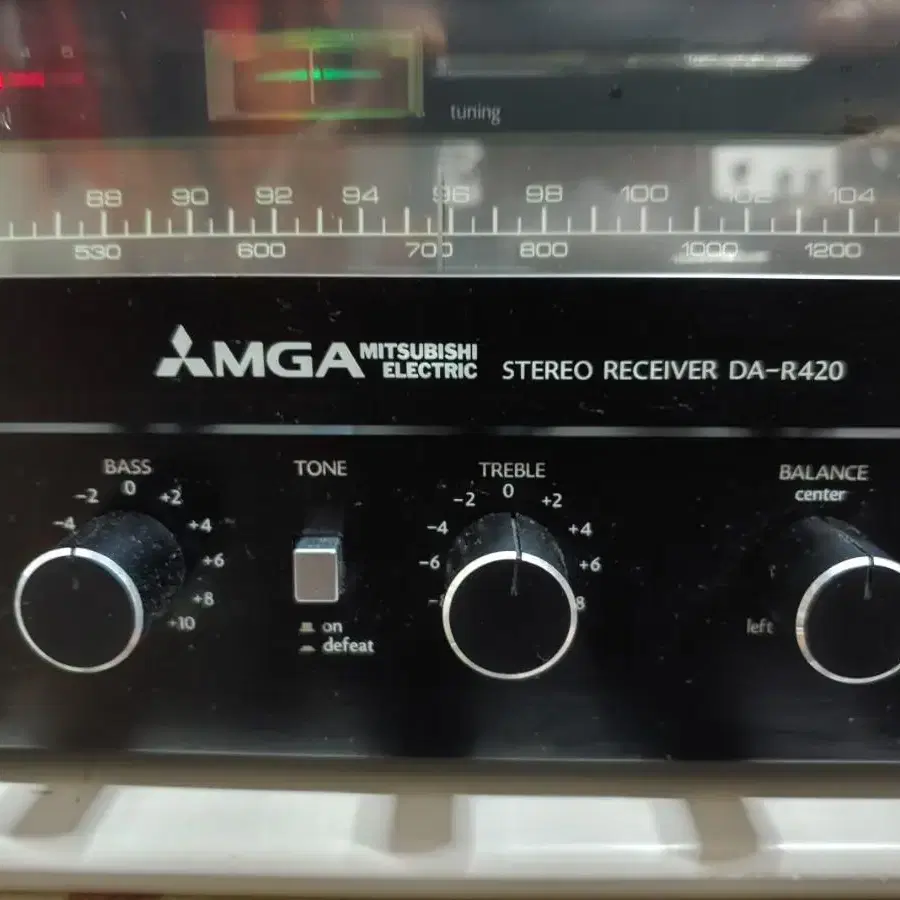 4 5
tuning
88 90 92 94 96 98 100 102 104
530 600 700 800 1000 1200
MGA MITSUBISHI ELECTRIC STEREO RECEIVER DA-R420
BASS TONE TREBLE BALANCE
-2 0 +2 -2 0 +2 center
-4 +4 -4 +4
+6 -6 +6
+8 8
+10 on left
defeat